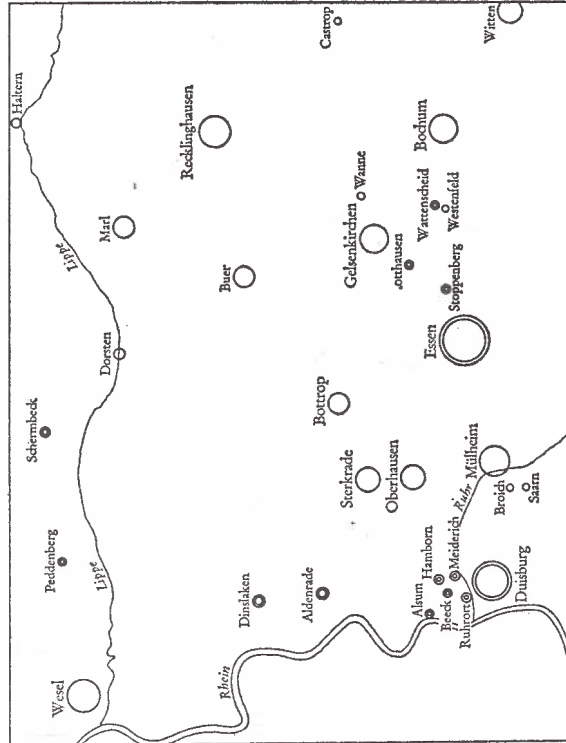 Haltern
Castrop
Witten
Recklinghausen
Marl
Lippe
Buer
Gelsenkirchen
Wanne
Bochum
Wattenscheid
Westenfeld
Stoppenberg
otthausen
Essen
Dorsten
Schermbeck
Bottrop
Sterkrade
Oberhausen
Mülheim
Ruhr
Broich
Saarn
Peddenberg
Lippe
Dinslaken
Aldenrade
Alsum
Hamborn
Beeck
Meiderich
Ruhrort
Duisburg
Wesel
Rhein